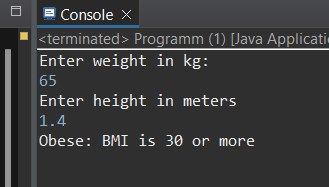 Console
<terminated> Programm (1) [Java Applicatio
Enter weight in kg:
65
Enter height in meters
1.4
Obese: BMI is 30 or more